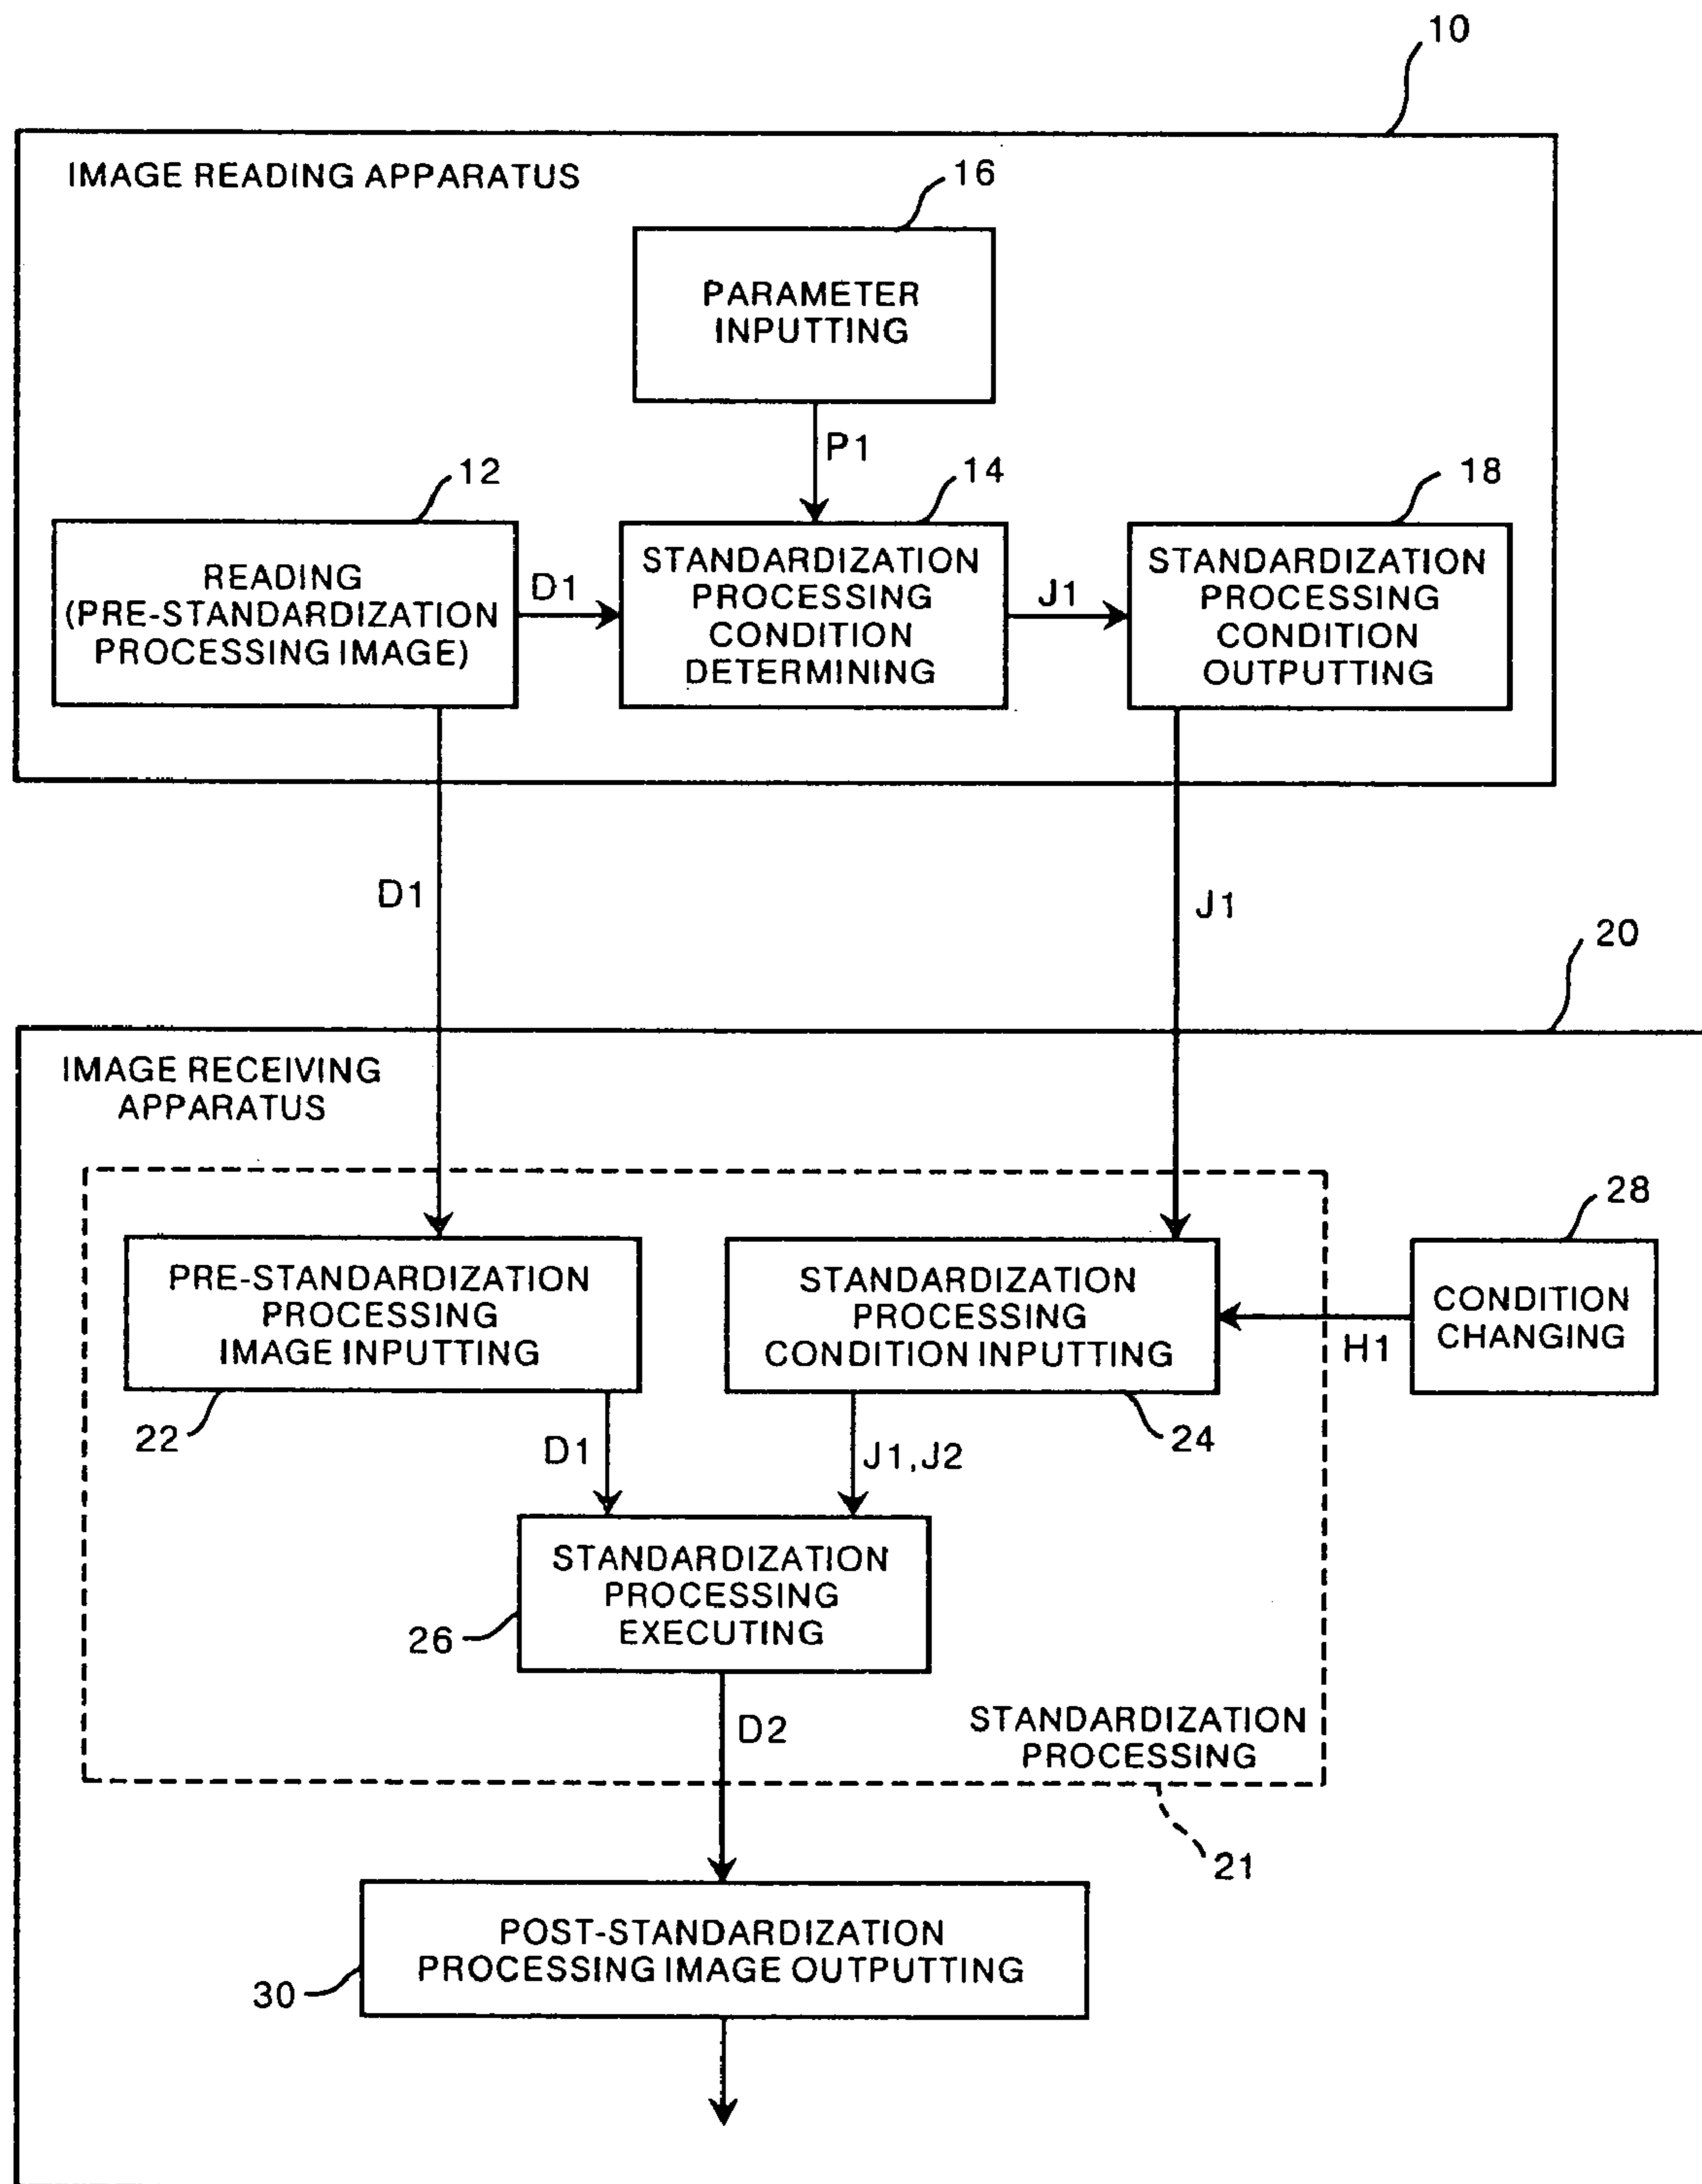 10
IMAGE READING APPARATUS
16
PARAMETER
INPUTTING
P1
12
14
18
READING
(PRE-STANDARDIZATION
PROCESSING IMAGE)
D1
STANDARDIZATION
PROCESSING
CONDITION
DETERMINING
J1
STANDARDIZATION
PROCESSING
CONDITION
OUTPUTTING
D1
J1
20
IMAGE RECEIVING
APPARATUS
28
PRE-STANDARDIZATION
PROCESSING
IMAGE INPUTTING
STANDARDIZATION
PROCESSING
CONDITION INPUTTING
H1
CONDITION
CHANGING
22
24
D1
J1,J2
STANDARDIZATION
PROCESSING
EXECUTING
26
D2
STANDARDIZATION
PROCESSING
21
POST-STANDARDIZATION
PROCESSING IMAGE OUTPUTTING
30